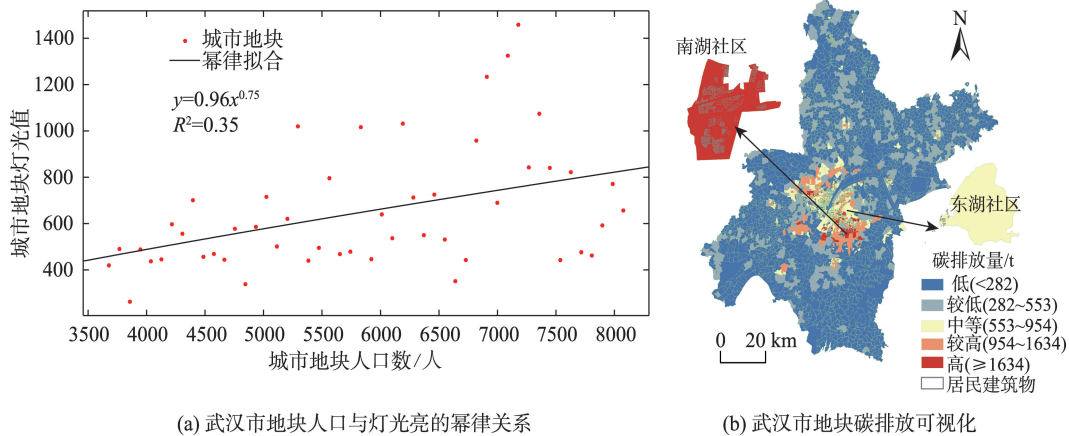 1400
1200
1000
800
600
400
城市地块灯光值
城市地块
幂律拟合
y=0.96x^0.75
R²=0.35
3500 4000 4500 5000 5500 6000 6500 7000 7500 8000
城市地块人口数/人
(a) 武汉市地块人口与灯光亮的幂律关系
N
南湖社区
东湖社区
碳排放量/t
低(<282)
较低(282~553)
中等(553~954)
较高(954~1634)
高(≥1634)
居民建筑物
0 20 km
(b) 武汉市地块碳排放可视化